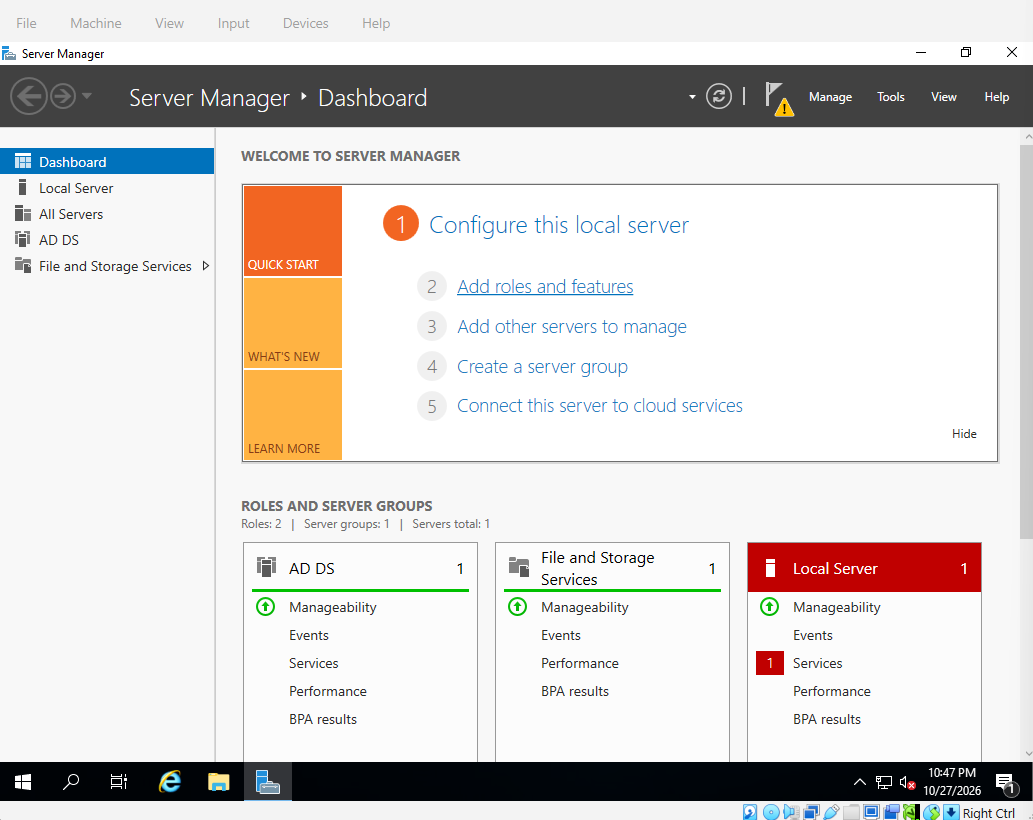 File Machine View Input Devices Help
Server Manager
Server Manager Dashboard
Manage Tools View Help
Dashboard
Local Server
All Servers
AD DS
File and Storage Services
WELCOME TO SERVER MANAGER
QUICK START
WHAT'S NEW
LEARN MORE
1 Configure this local server
2 Add roles and features
3 Add other servers to manage
4 Create a server group
5 Connect this server to cloud services
Hide
ROLES AND SERVER GROUPS
Roles: 2 | Server groups: 1 | Servers total: 1
AD DS 1
Manageability
Events
Services
Performance
BPA results
File and Storage
Services 1
Manageability
Events
Performance
BPA results
Local Server 1
Manageability
Events
1 Services
Performance
BPA results
10:47 PM
10/27/2026
1
Right Ctrl